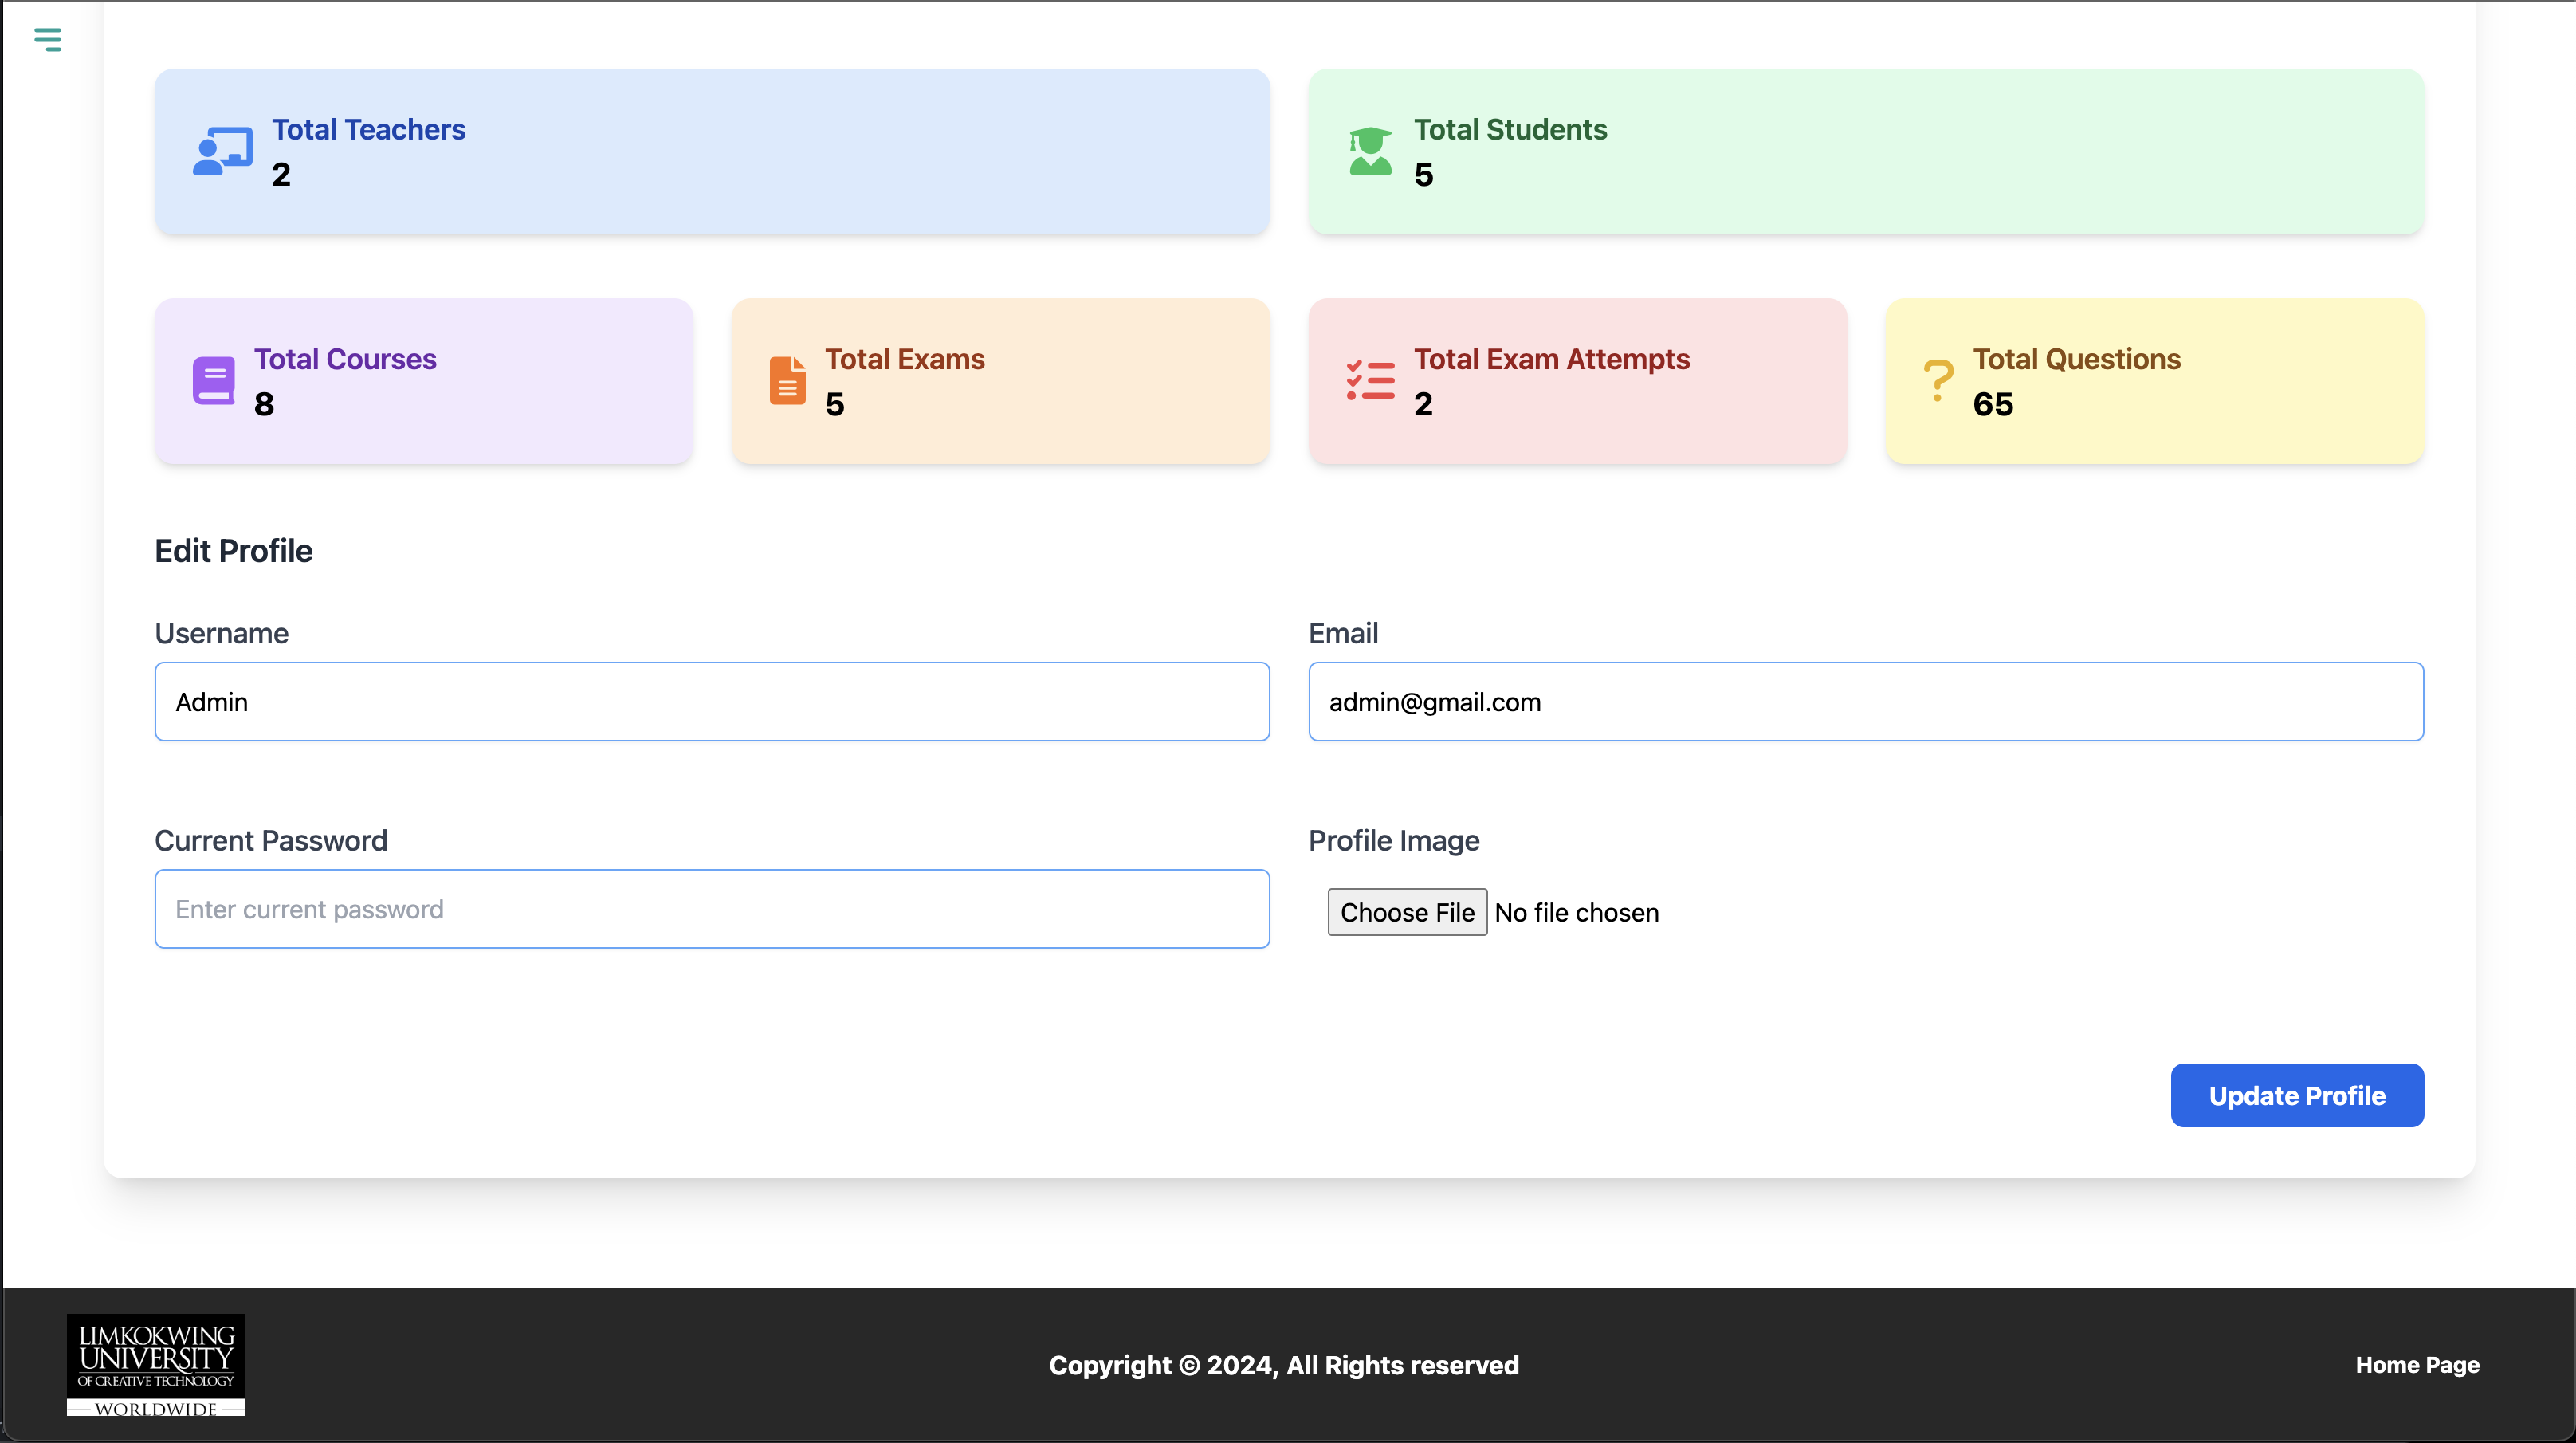 Total Teachers
2
Total Students
5
Total Courses
8
Total Exams
5
Total Exam Attempts
2
Total Questions
65
Edit Profile
Username
Email
Admin
admin@gmail.com
Current Password
Profile Image
Enter current password
Choose File No file chosen
Update Profile
LIMKOKWING
UNIVERSITY
OF CREATIVE TECHNOLOGY
WORLDWIDE
Copyright © 2024, All Rights reserved
Home Page